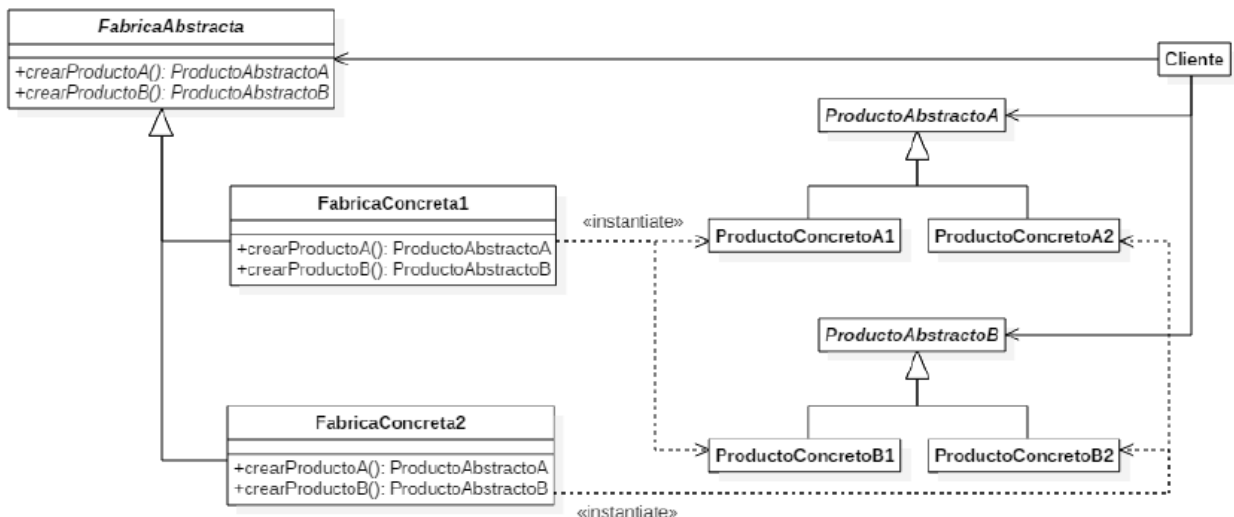 FabricaAbstracta
+crearProductoA(): ProductoAbstractoA
+crearProductoB(): ProductoAbstractoB
Cliente
ProductoAbstractoA
FabricaConcreta1
+crearProductoA(): ProductoAbstractoA
+crearProductoB(): ProductoAbstractoB
«instantiate»
ProductoConcretoA1
ProductoConcretoA2
ProductoAbstractoB
FabricaConcreta2
+crearProductoA(): ProductoAbstractoA
+crearProductoB(): ProductoAbstractoB
ProductoConcretoB1
ProductoConcretoB2
«instantiate»